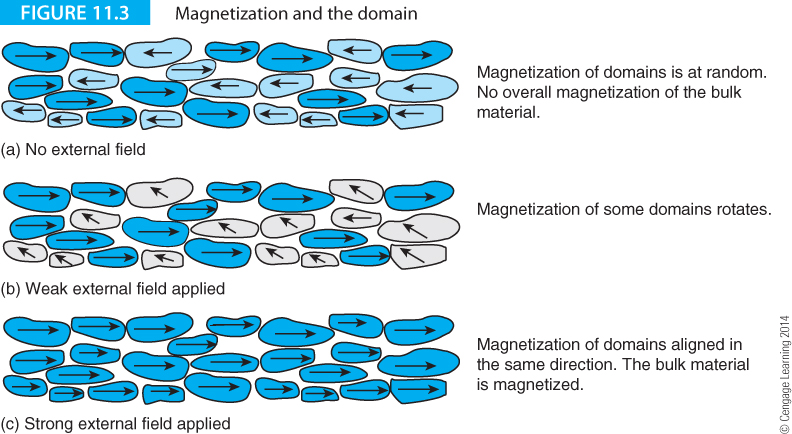 FIGURE 11.3 Magnetization and the domain
Magnetization of domains is at random.
No overall magnetization of the bulk
material.
(a) No external field
Magnetization of some domains rotates.
(b) Weak external field applied
Magnetization of domains aligned in
the same direction. The bulk material
is magnetized.
(c) Strong external field applied
© Cengage Learning 2014